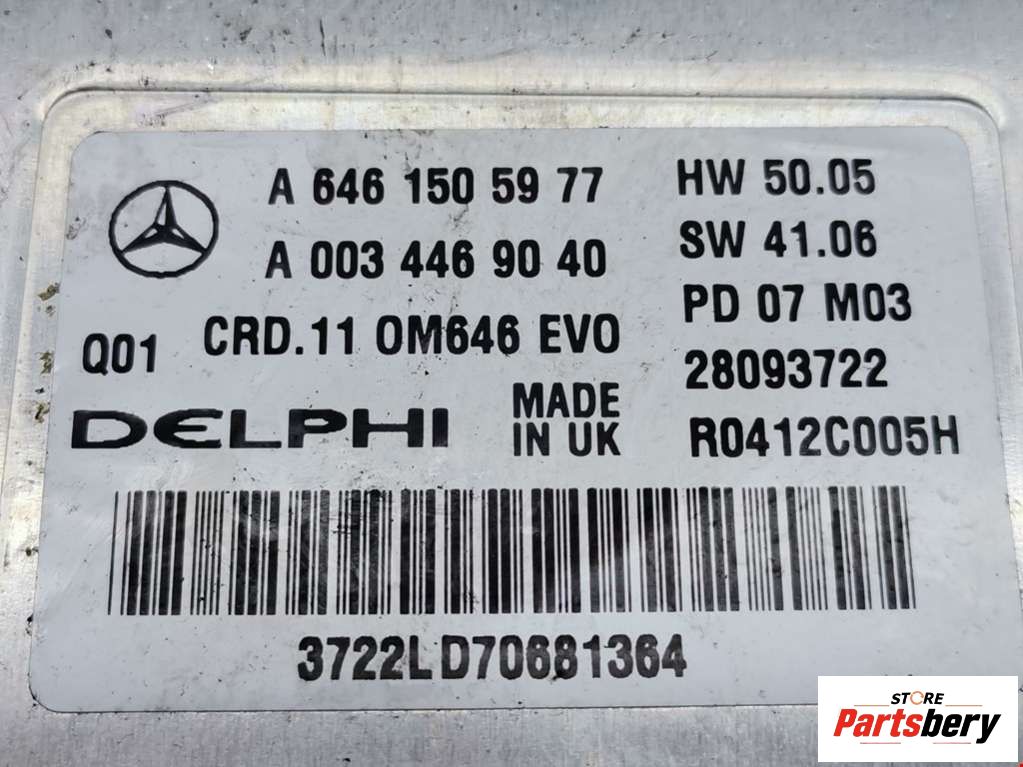 A 646 150 59 77
HW 50.05
A 003 446 90 40
SW 41.06
Q01
CRD.11 OM646 EVO
PD 07 M03
28093722
DELPHI
MADE
IN UK
R0412C005H
3722LD70681364
STORE
Partsbery